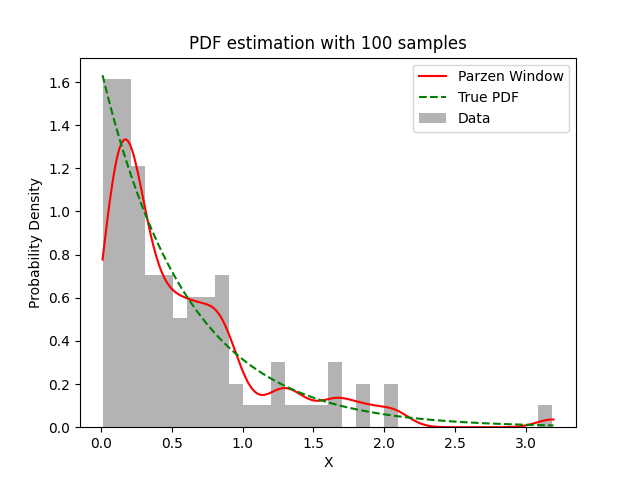 PDF estimation with 100 samples
Parzen Window
True PDF
Data
Probability Density
1.6
1.4
1.2
1.0
0.8
0.6
0.4
0.2
0.0
0.0 0.5 1.0 1.5 2.0 2.5 3.0
X